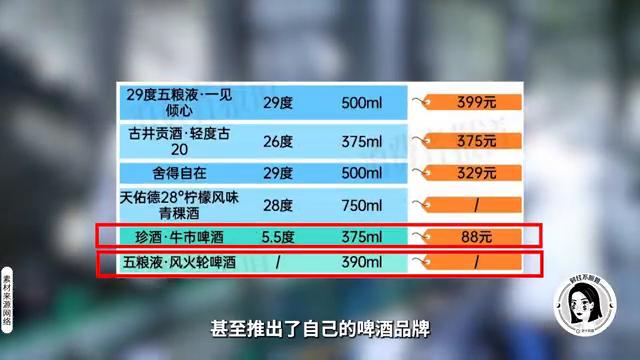 29度五粮液·一见 29度 500ml 399元
倾心
古井贡酒·轻度古 26度 375ml 375元
20
舍得自在 29度 500ml 329元
天佑德28°柠檬风味 28度 750ml /
青稞酒
珍酒·牛市啤酒 5.5度 375ml 88元
五粮液·风火轮啤酒 / 390ml /
素材来源网络
甚至推出了自己的啤酒品牌